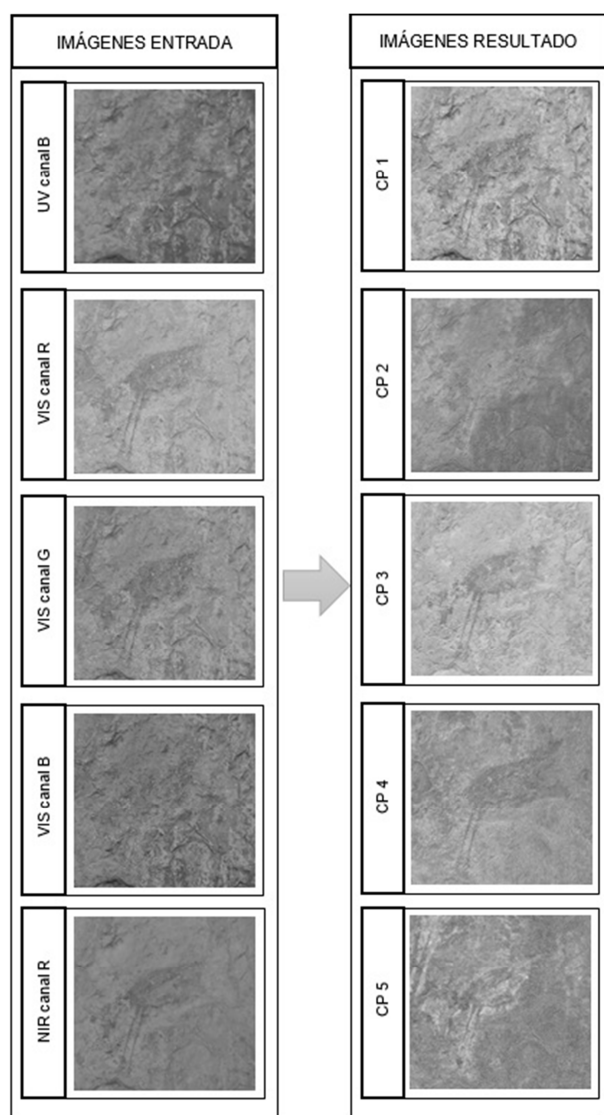 IMÁGENES ENTRADA
UV canal B
VIS canal R
VIS canal G
VIS canal B
NIR canal R
IMÁGENES RESULTADO
CP 1
CP 2
CP 3
CP 4
CP 5